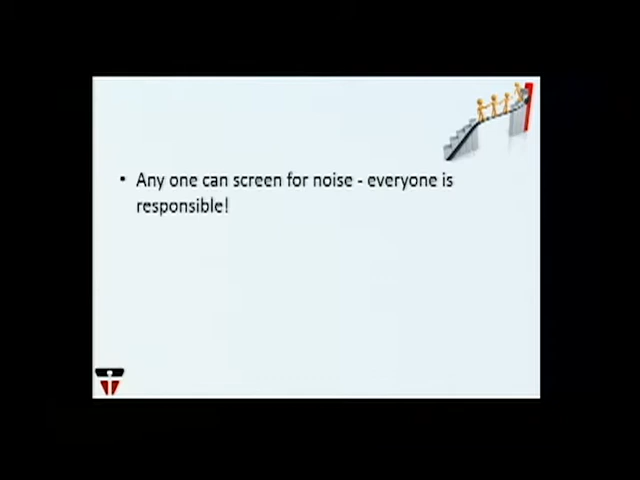 • Any one can screen for noise - everyone is
responsible!